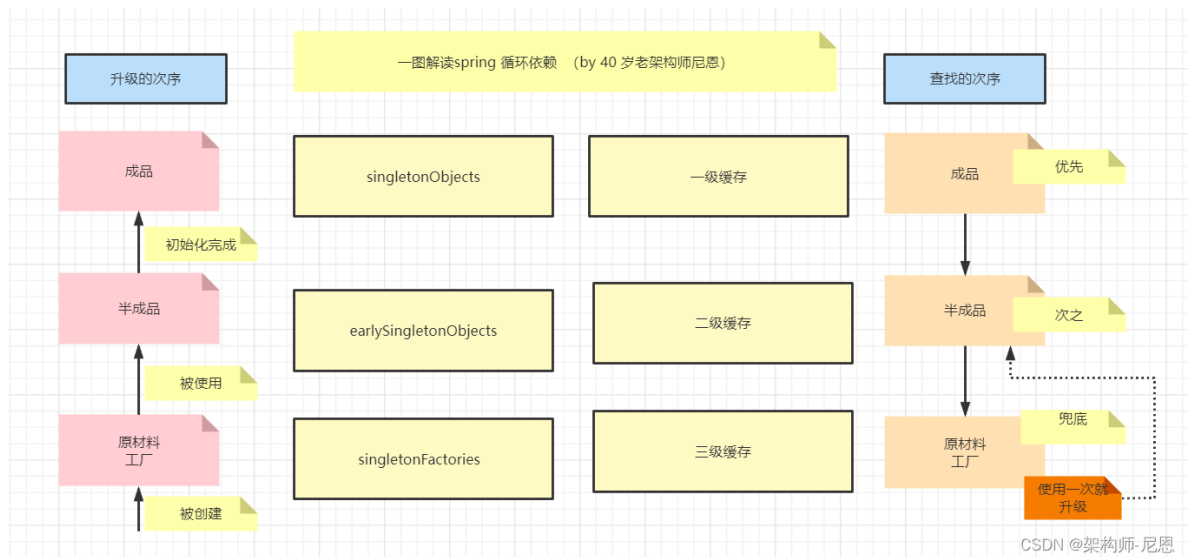 升级的次序
一图解读spring 循环依赖 （by 40 岁老架构师尼恩）
查找的次序
成品
singletonObjects
一级缓存
成品
优先
初始化完成
半成品
earlySingletonObjects
二级缓存
半成品
次之
被使用
原材料
工厂
singletonFactories
三级缓存
原材料
工厂
兜底
使用一次就
升级
被创建
CSDN @架构师-尼恩